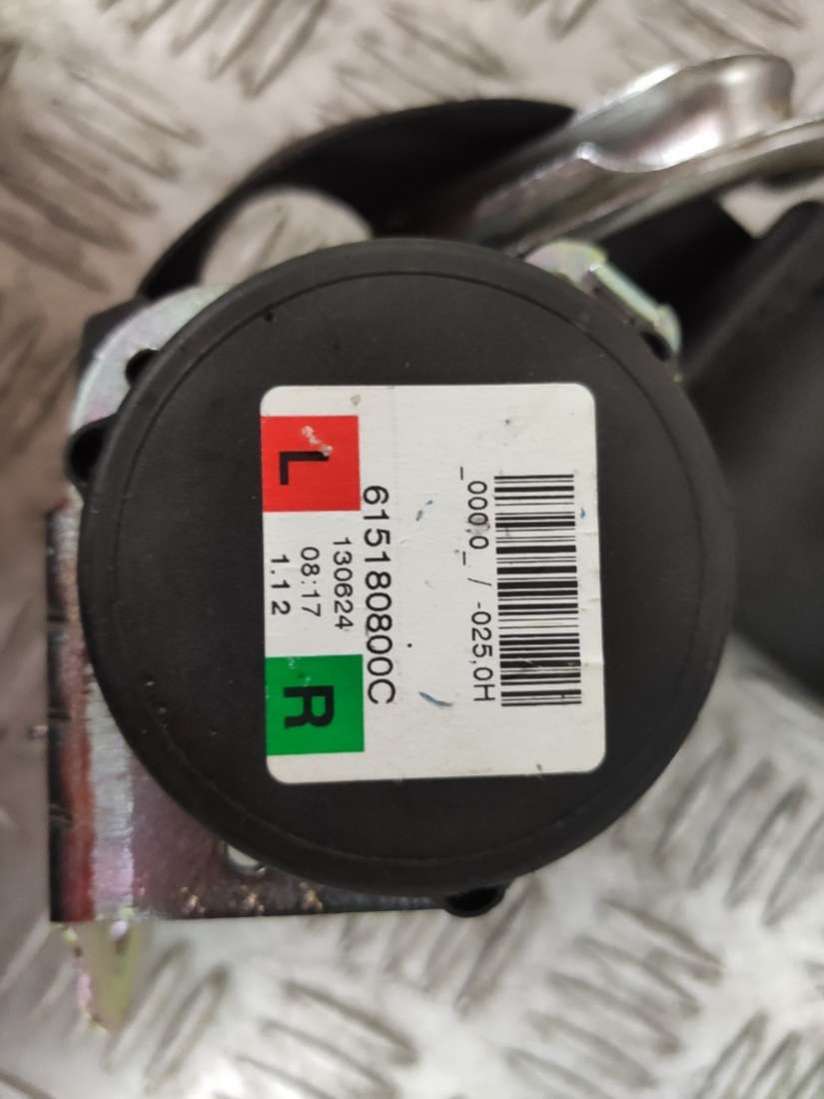 _000,0_ / -025,0H
615180800C
130624
08:17
1.12
L
R